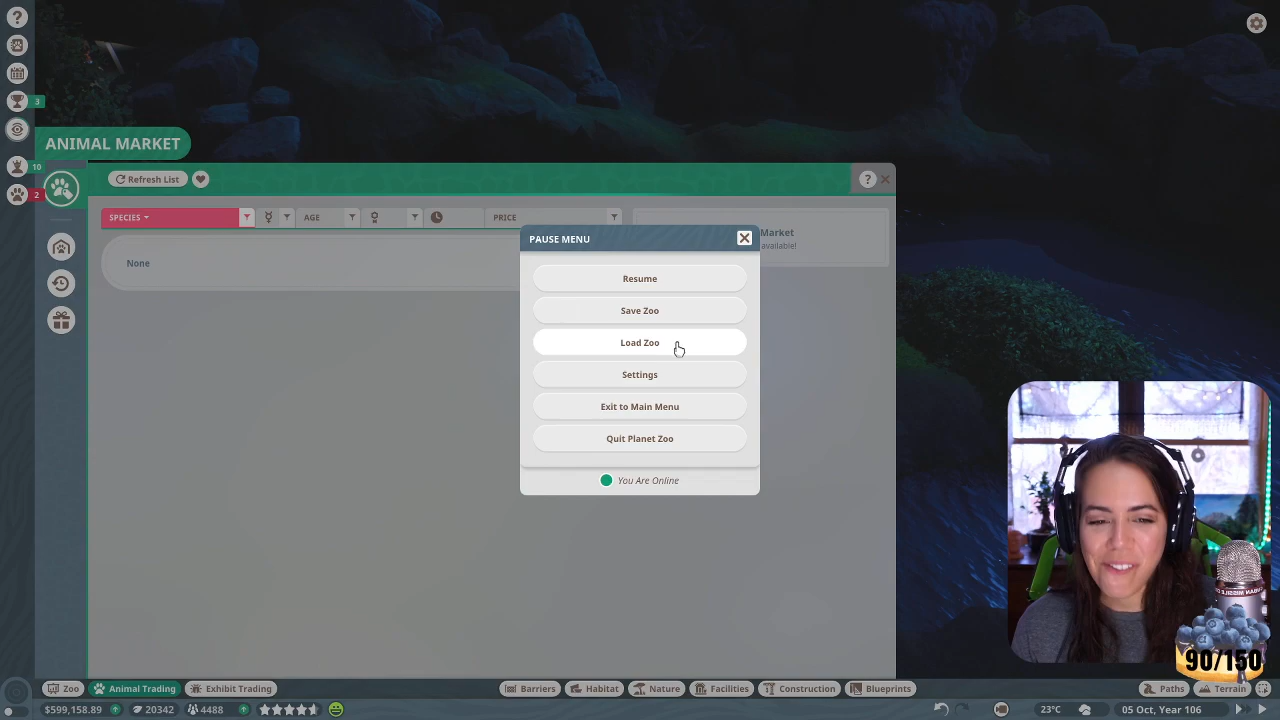 3
ANIMAL MARKET
10
2
Refresh List
?
SPECIES
AGE
PRICE
Market
None
available!
PAUSE MENU
Resume
Save Zoo
Load Zoo
Settings
Exit to Main Menu
Quit Planet Zoo
You Are Online
90/150
Zoo
Animal Trading
Exhibit Trading
Barriers
Habitat
Nature
Facilities
Construction
Blueprints
Paths
Terrain
$599,158.89
20342
4488
23°C
05 Oct, Year 106